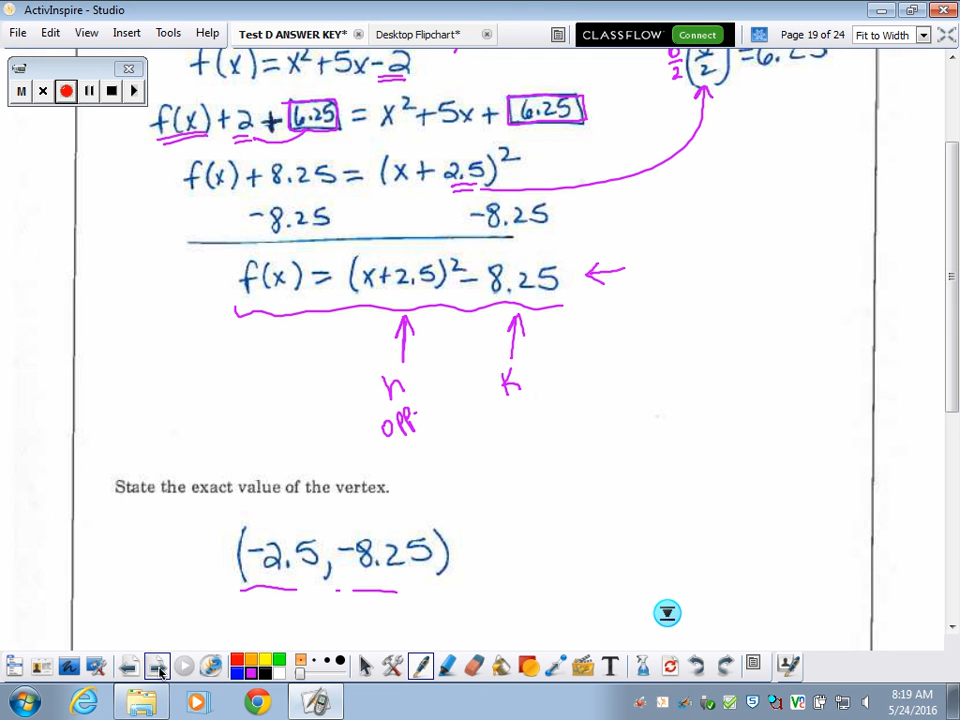 ActivInspire - Studio
File Edit View Insert Tools Help
Test D ANSWER KEY*
Desktop Flipchart*
CLASSFLOW Connect
Page 19 of 24
Fit to Width
M
f(x) = x² + 5x - 2
= 6.25
f(x) + 2 + 6.25 = x² + 5x + 6.25
f(x) + 8.25 = (x + 2.5)²
-8.25 -8.25
f(x) = (x+2.5)² - 8.25
h K
opp.
State the exact value of the vertex.
(-2.5, -8.25)
T
8:19 AM
5/24/2016